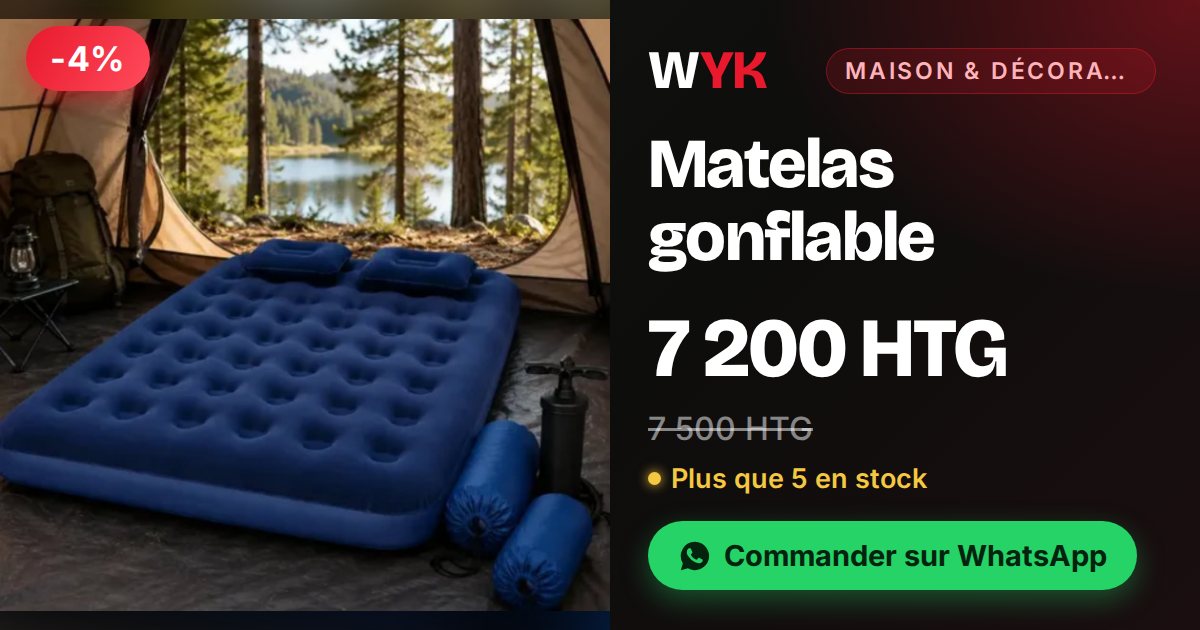 -4%
WYK
MAISON & DÉCORA...
Matelas
gonflable
7 200 HTG
7 500 HTG
Plus que 5 en stock
Commander sur WhatsApp